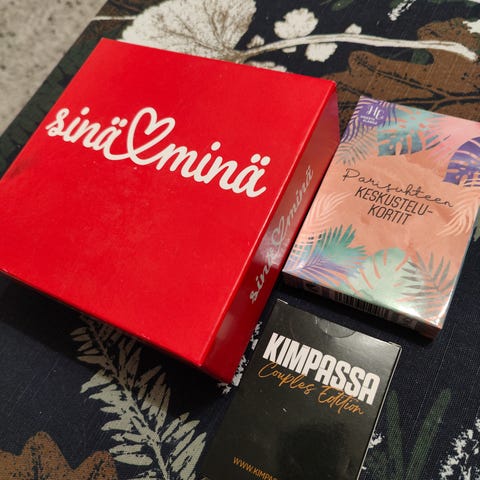 sinä minä
sinä minä
Parisuhteen
KESKUSTELU-
KORTIT
KIMPASSA
Couples Edition